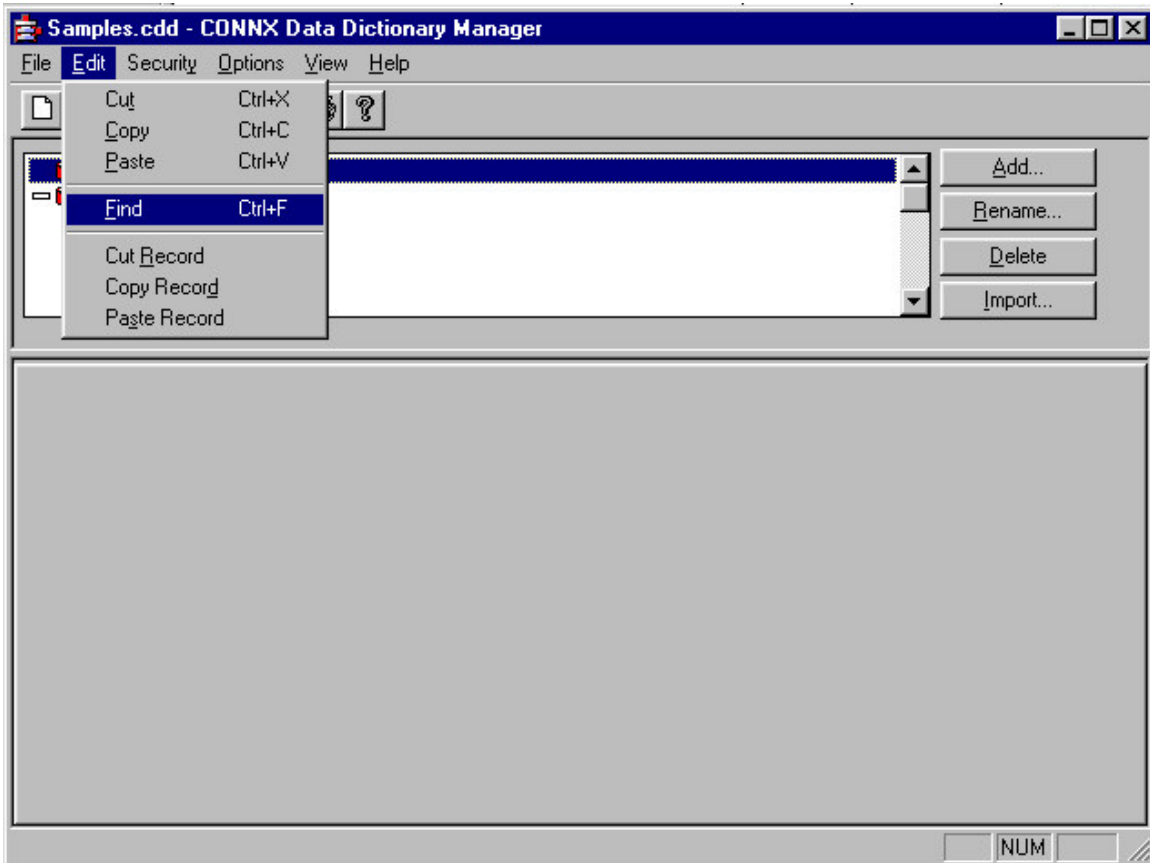 Samples.cdd - CONNX Data Dictionary Manager
File Edit Security Options View Help
Cut Ctrl+X
Copy Ctrl+C
Paste Ctrl+V
Find Ctrl+F
Cut Record
Copy Record
Paste Record
Add...
Rename...
Delete
Import...
NUM